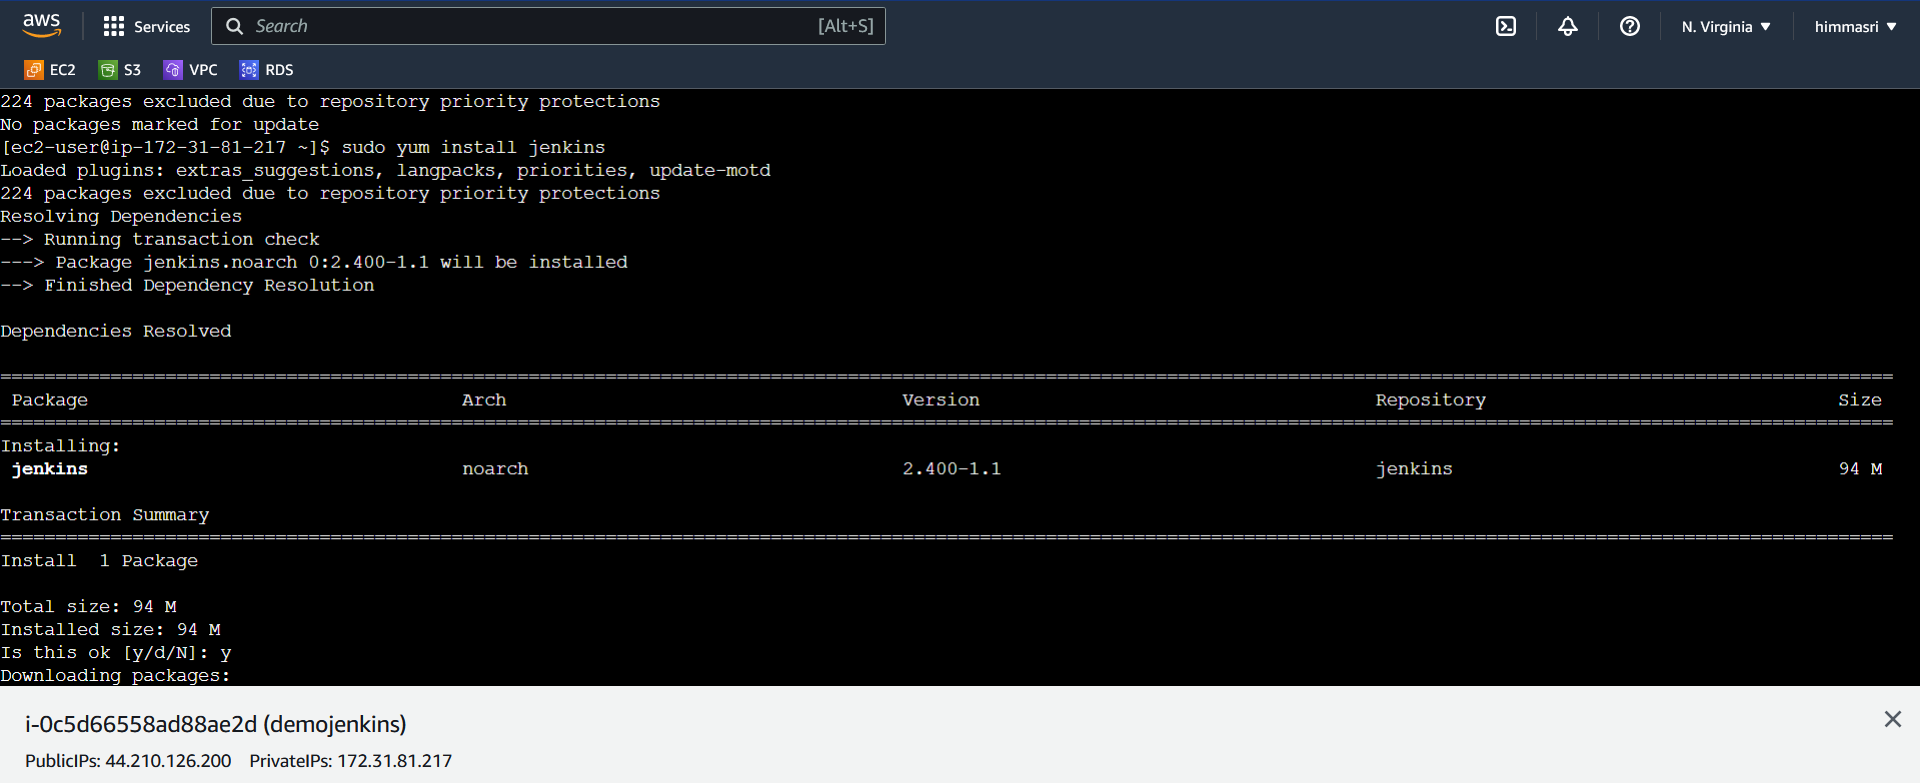 aws
Services
Search
[Alt+S]
N. Virginia
himmasri
EC2
S3
VPC
RDS
224 packages excluded due to repository priority protections
No packages marked for update
[ec2-user@ip-172-31-81-217 ~]$ sudo yum install jenkins
Loaded plugins: extras_suggestions, langpacks, priorities, update-motd
224 packages excluded due to repository priority protections
Resolving Dependencies
--> Running transaction check
---> Package jenkins.noarch 0:2.400-1.1 will be installed
--> Finished Dependency Resolution
Dependencies Resolved
Package Arch Version Repository Size
Installing:
jenkins noarch 2.400-1.1 jenkins 94 M
Transaction Summary
Install  1 Package
Total size: 94 M
Installed size: 94 M
Is this ok [y/d/N]: y
Downloading packages:
i-0c5d66558ad88ae2d (demojenkins)
PublicIPs: 44.210.126.200 PrivateIPs: 172.31.81.217